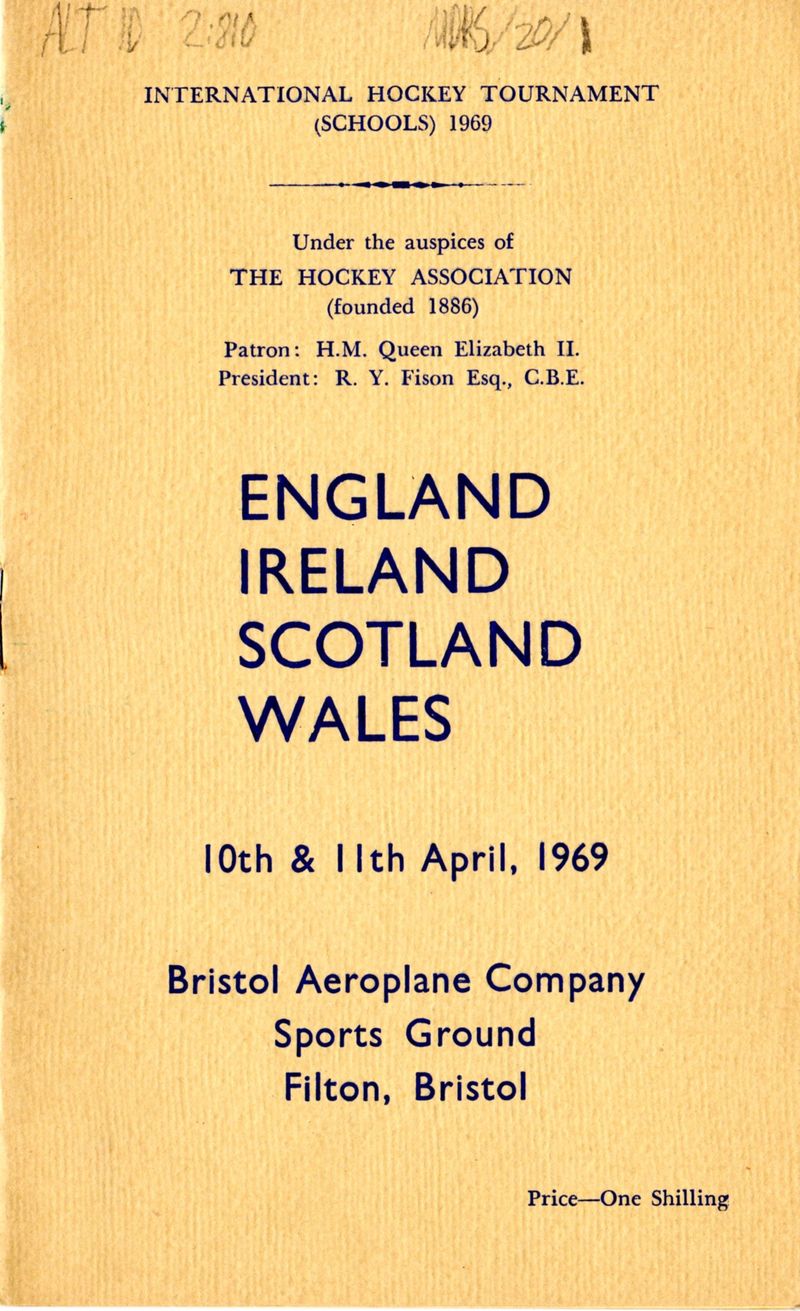 INTERNATIONAL HOCKEY TOURNAMENT
(SCHOOLS) 1969
Under the auspices of
THE HOCKEY ASSOCIATION
(founded 1886)
Patron: H.M. Queen Elizabeth II.
President: R. Y. Fison Esq., C.B.E.
ENGLAND
IRELAND
SCOTLAND
WALES
10th & 11th April, 1969
Bristol Aeroplane Company
Sports Ground
Filton, Bristol
Price—One Shilling